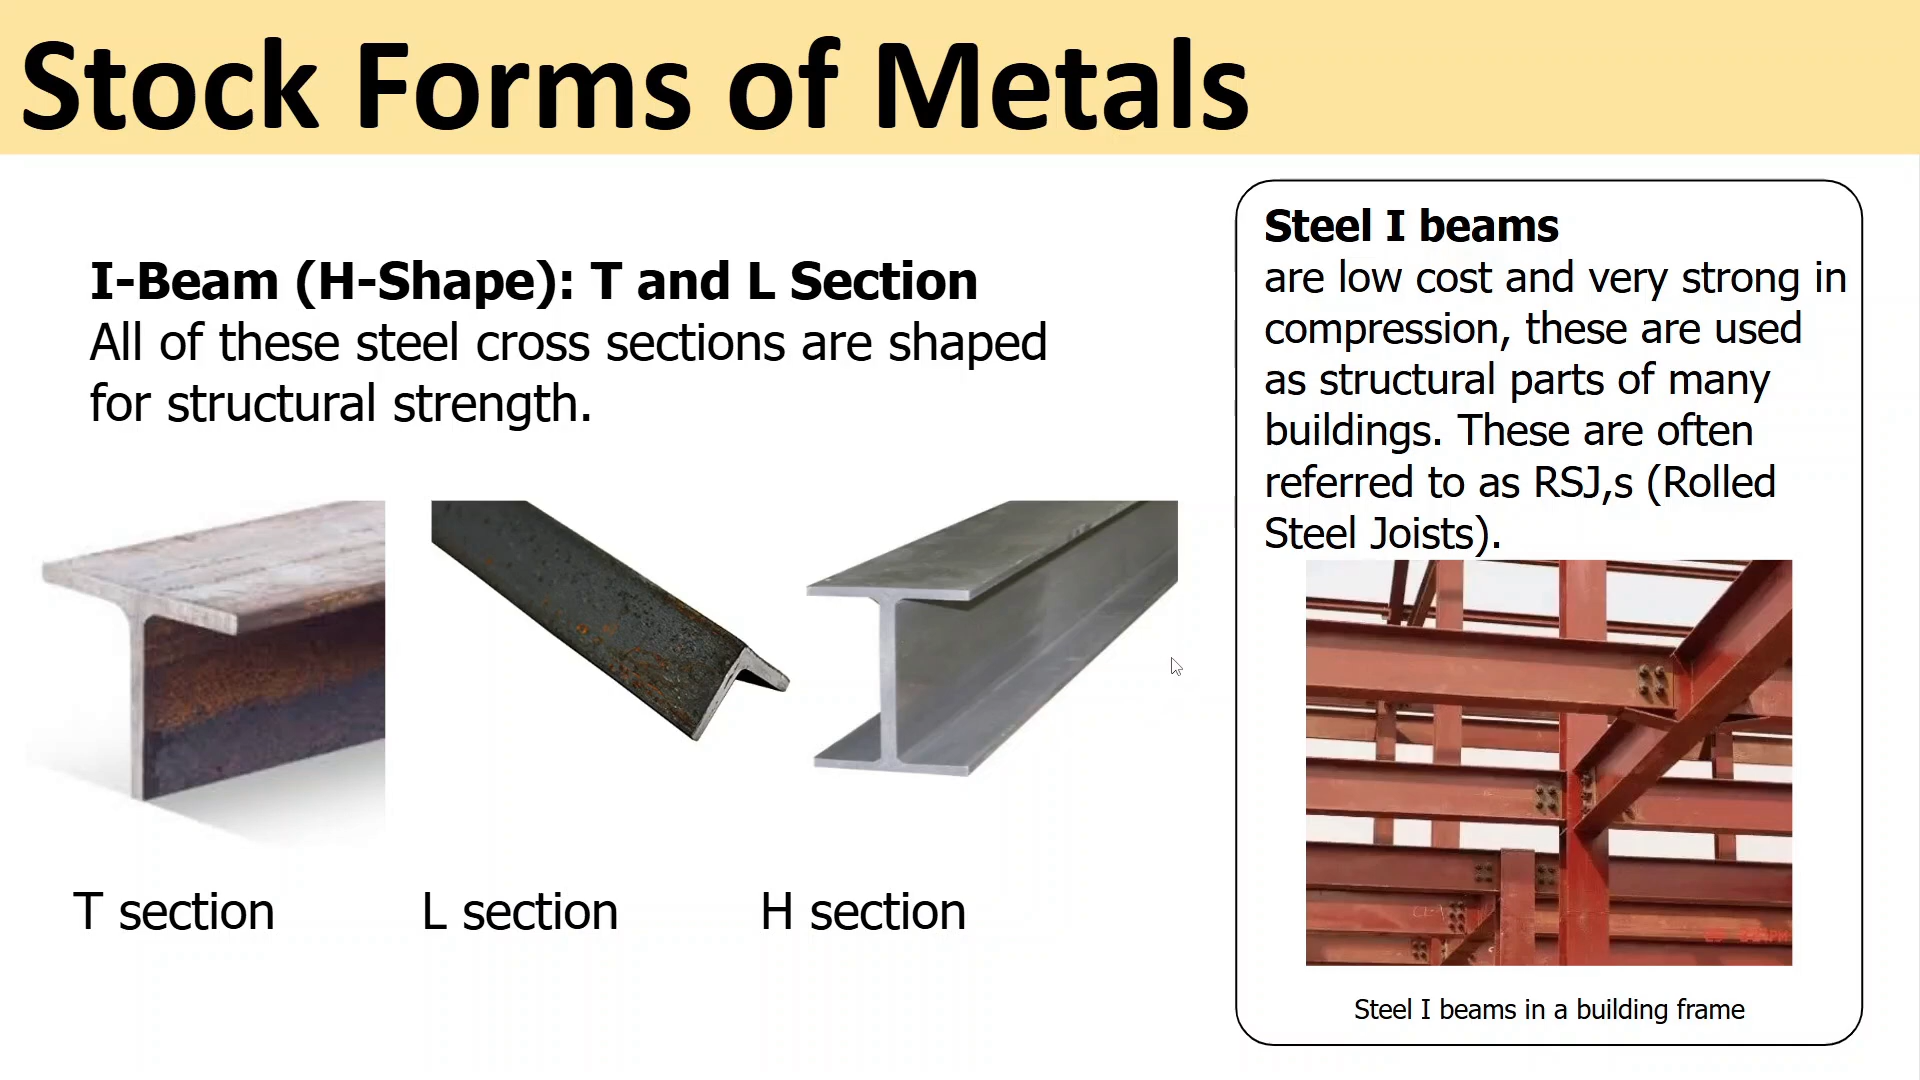 Stock Forms of Metals
I-Beam (H-Shape): T and L Section
All of these steel cross sections are shaped
for structural strength.
T section
L section
H section
Steel I beams
are low cost and very strong in
compression, these are used
as structural parts of many
buildings. These are often
referred to as RSJ,s (Rolled
Steel Joists).
Steel I beams in a building frame